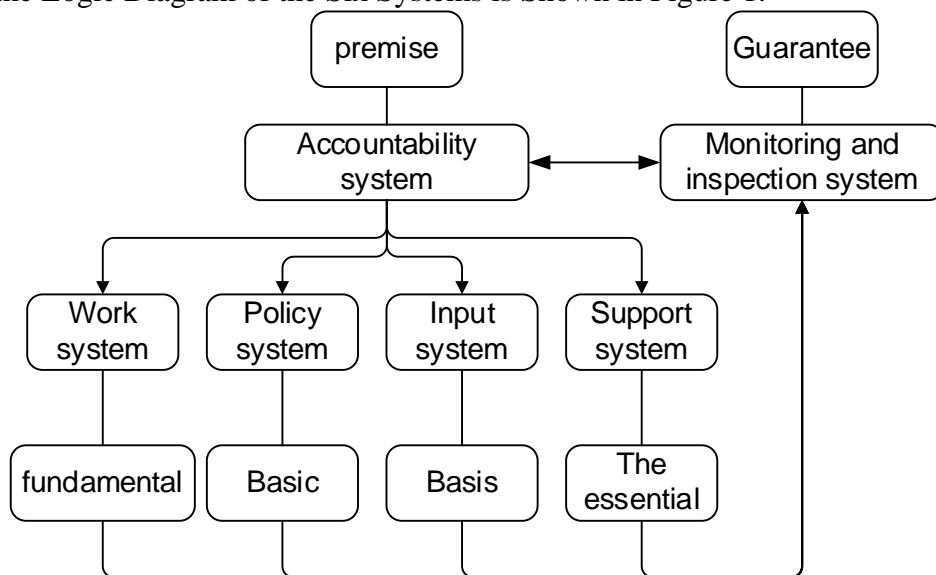 the Logic Diagram of the Six Systems is Shown in Figure 1.
premise
Guarantee
Accountability
system
Monitoring and
inspection system
Work
system
Policy
system
Input
system
Support
system
fundamental
Basic
Basis
The
essential